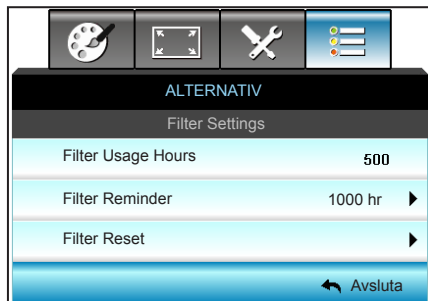 ALTERNATIV
Filter Settings
Filter Usage Hours 500
Filter Reminder 1000 hr
Filter Reset
Avsluta